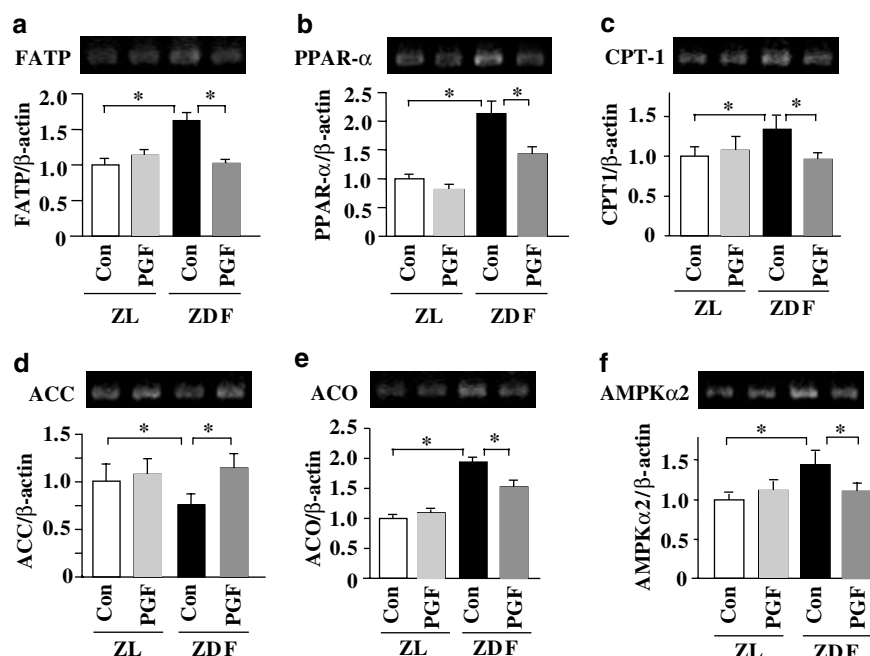 a
FATP
FATP/β-actin
2.0
1.5
1.0
0.5
0
*
*
Con
PGF
Con
PGF
ZL
ZDF
b
PPAR-α
PPAR-α/β-actin
2.5
2.0
1.5
1.0
0.5
0
*
*
Con
PGF
Con
PGF
ZL
ZDF
c
CPT-1
CPT1/β-actin
1.5
1.0
0.5
0
*
*
Con
PGF
Con
PGF
ZL
ZDF
d
ACC
ACC/β-actin
1.5
1.0
0.5
0
*
*
Con
PGF
Con
PGF
ZL
ZDF
e
ACO
ACO/β-actin
2.0
1.5
1.0
0.5
0
*
*
Con
PGF
Con
PGF
ZL
ZDF
f
AMPKα2
AMPKα2/β-actin
1.5
1.0
0.5
0
*
*
Con
PGF
Con
PGF
ZL
ZDF